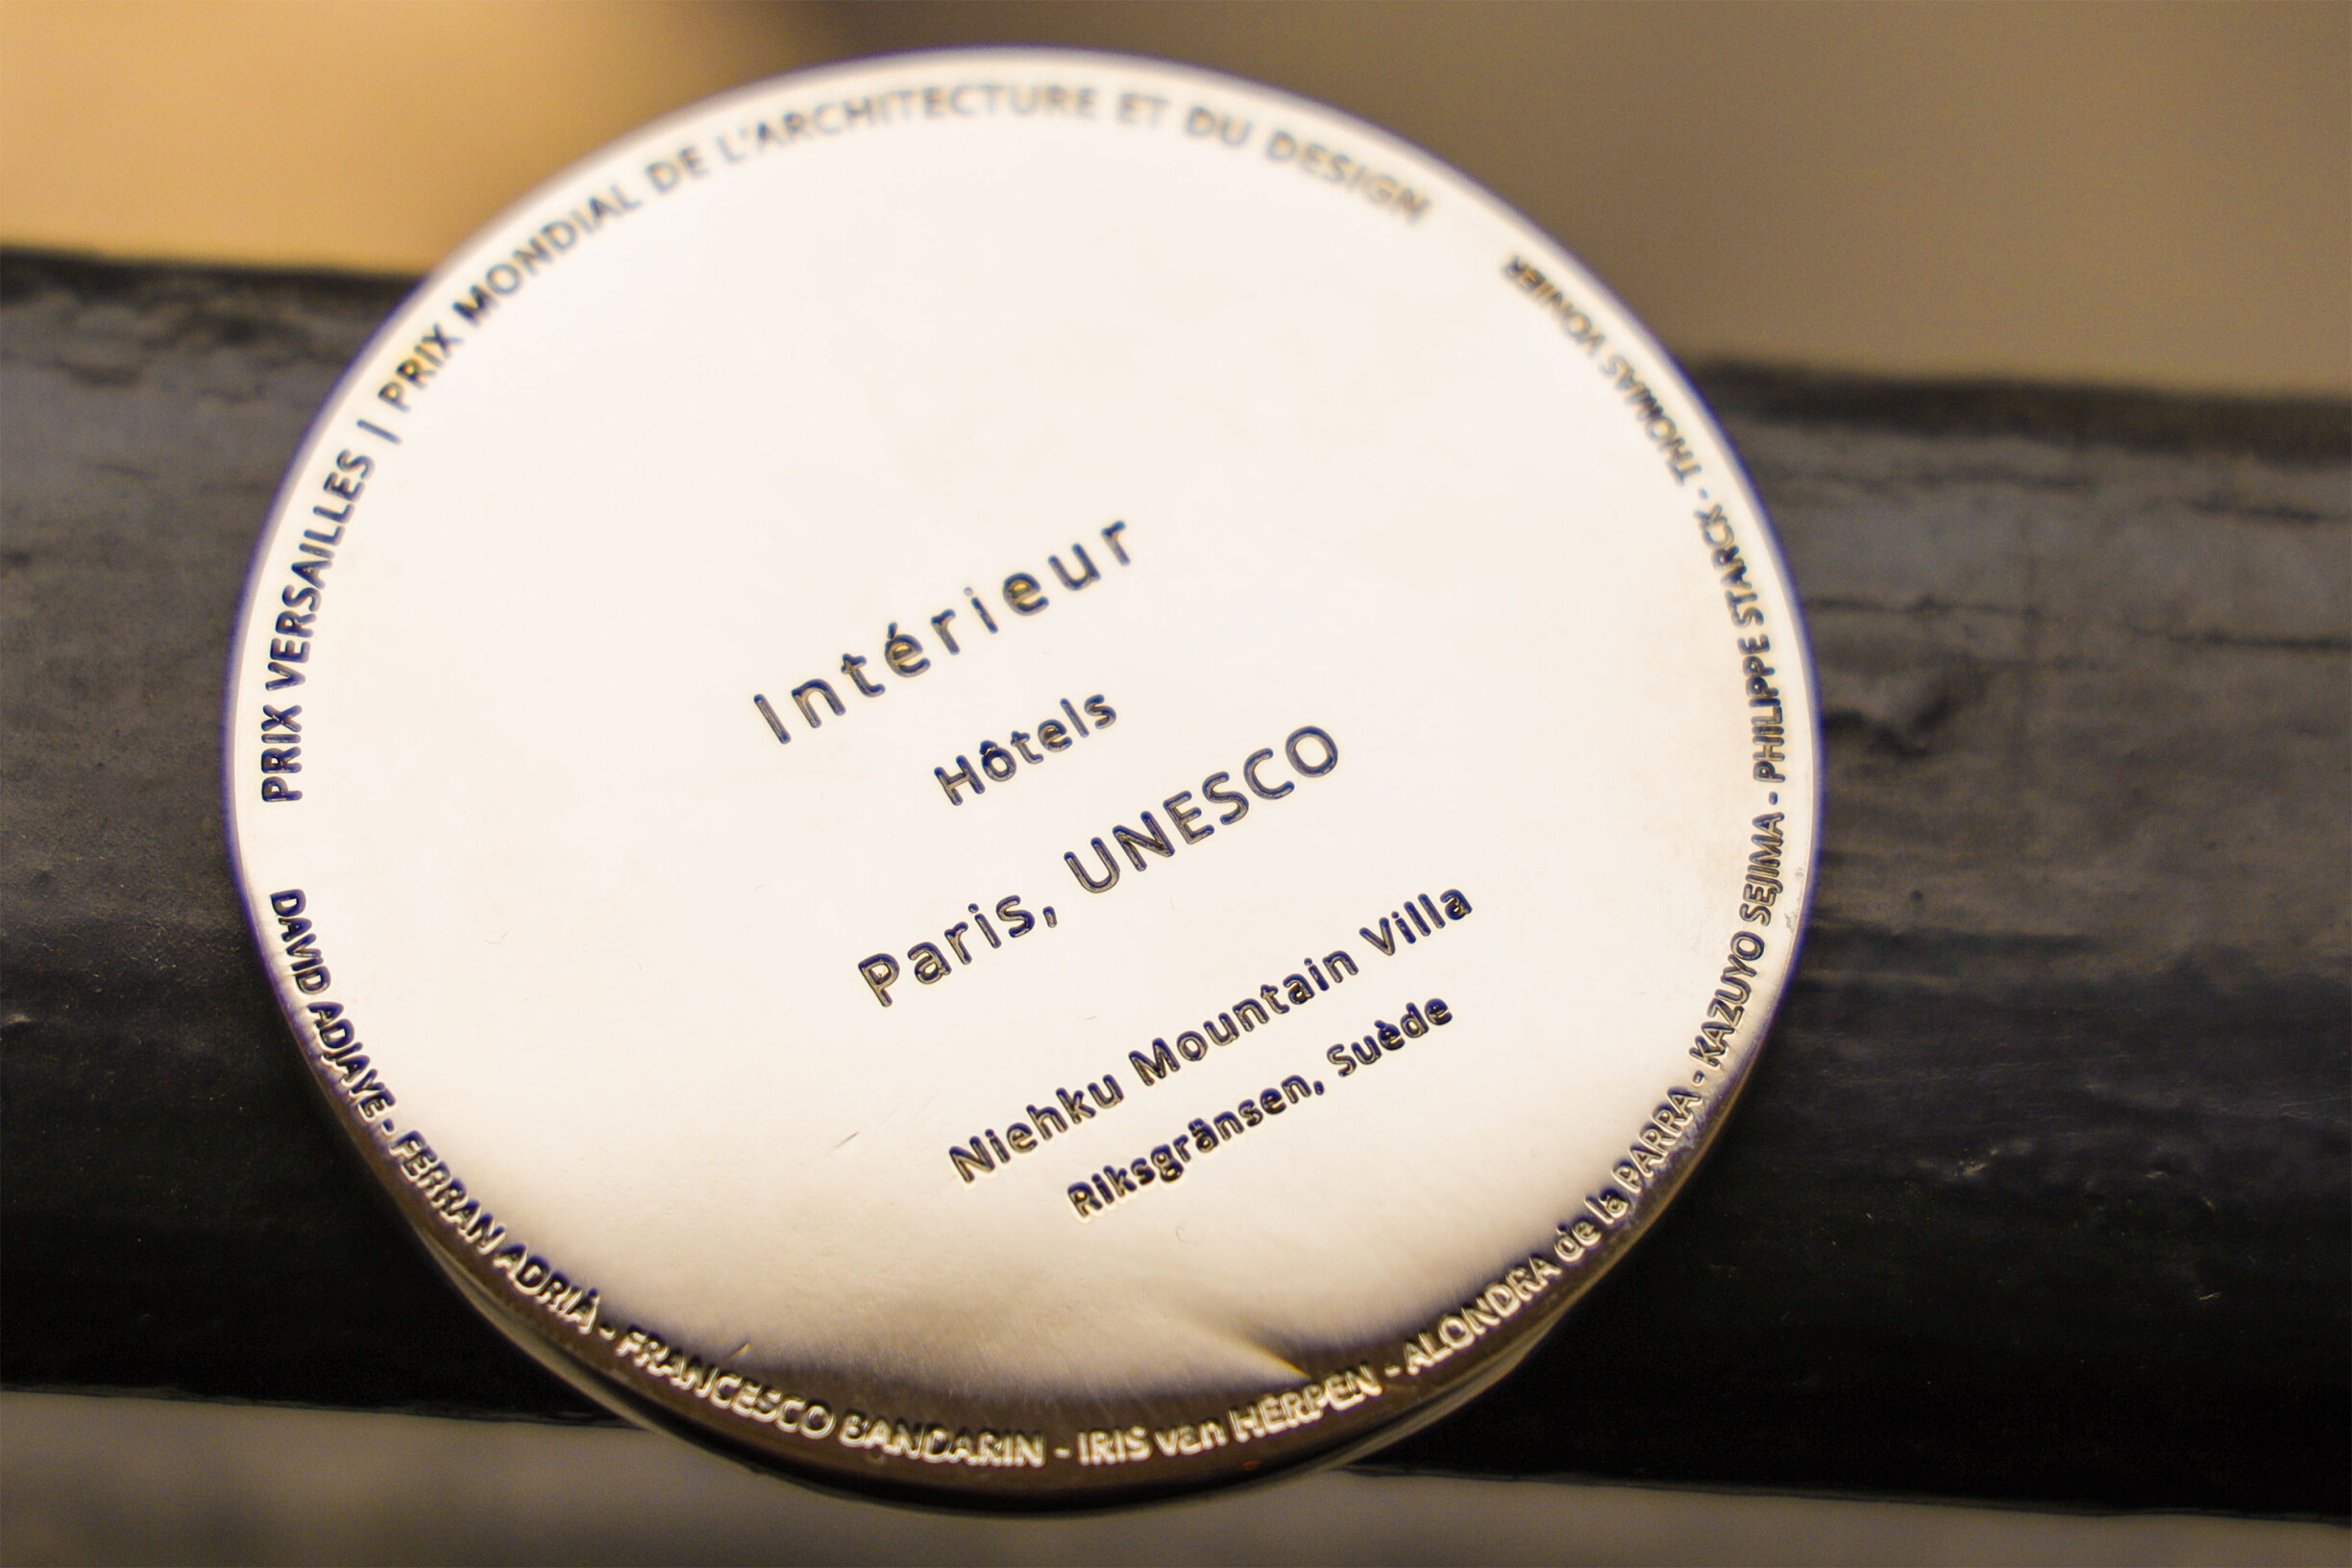 PRIX VERSAILLES | PRIX MONDIAL DE L'ARCHITECTURE ET DU DESIGN
Intérieur
Hôtels
Paris, UNESCO
Niehku Mountain Villa
Riksgränsen, Suède
DAVID ADJAYE - FERRAN ADRIÀ - FRANCESCO BANDARIN - IRIS van HERPEN - ALONDRA de la PARRA - KAZUYO SEJIMA - PHILIPPE STARCK - THOMAS VONIER